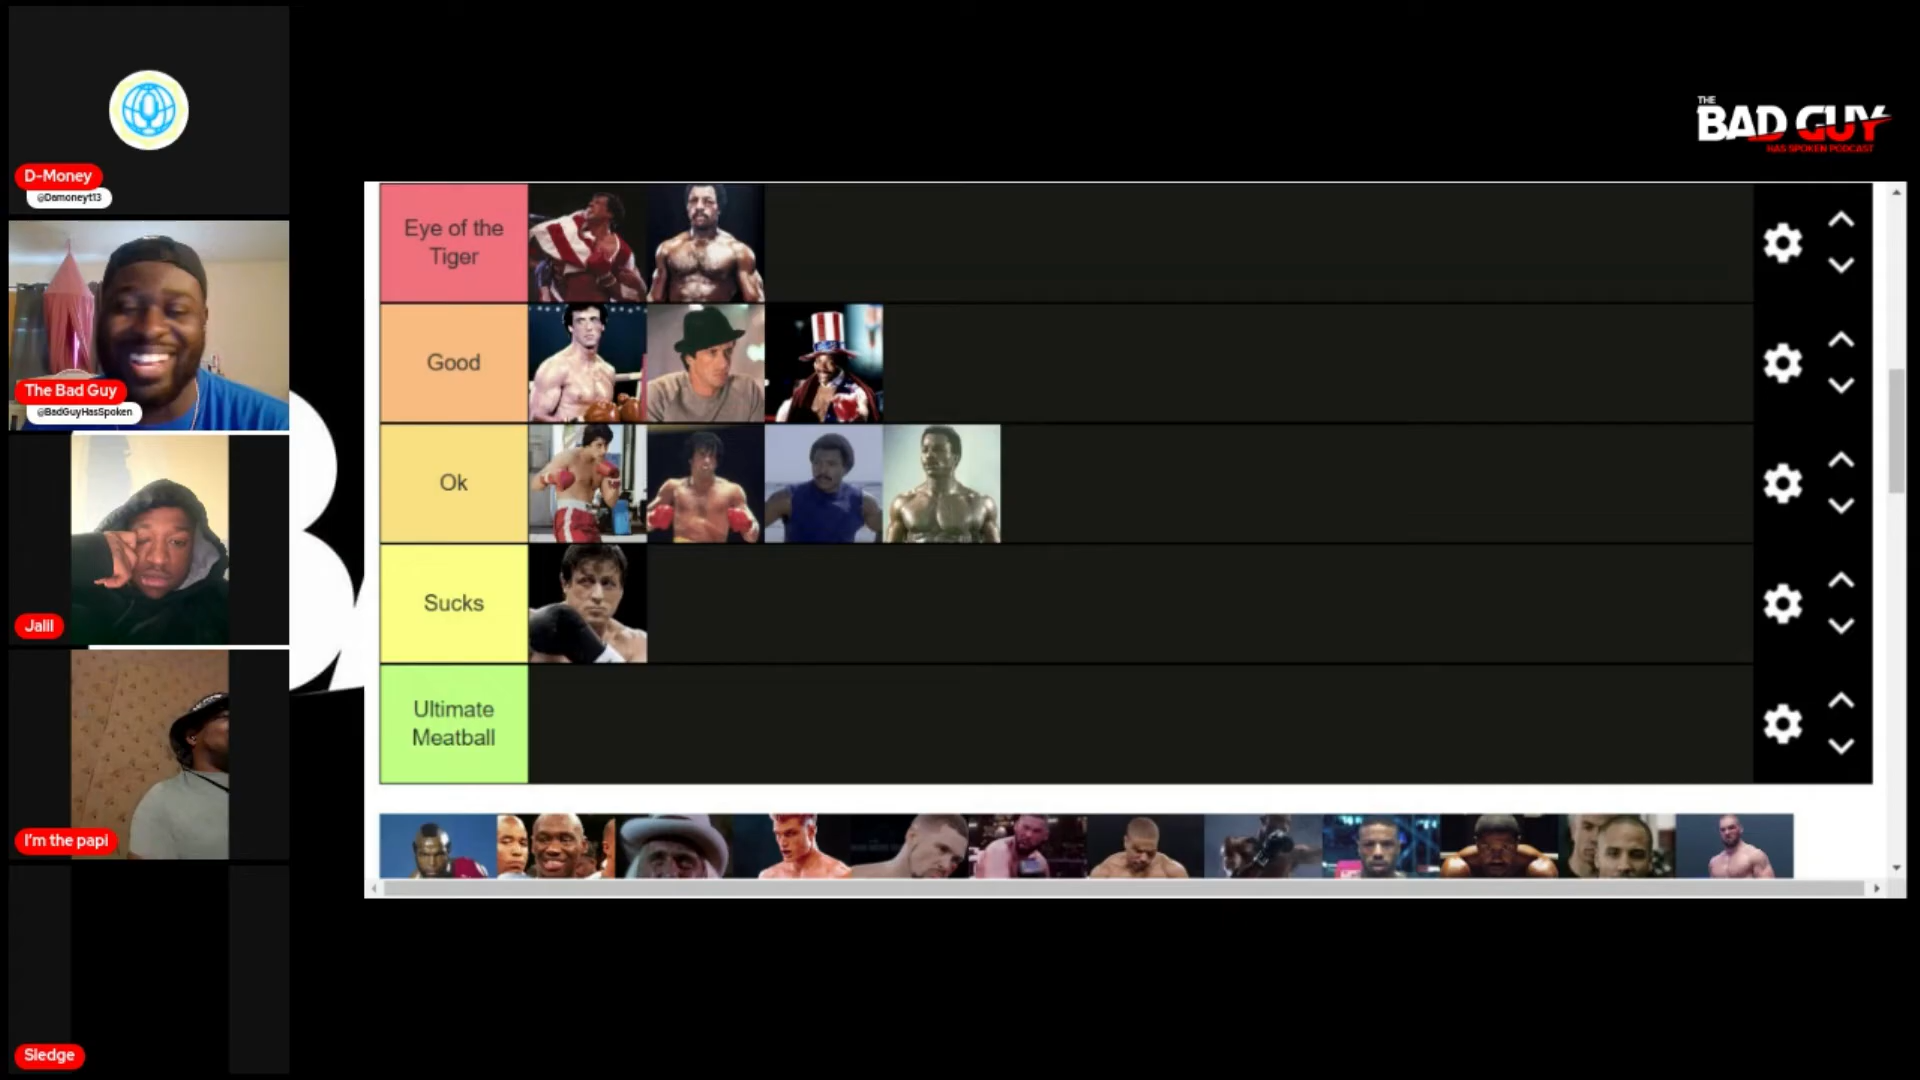 D-Money
@Damoneyt13
The Bad Guy
@BadGuyHasSpoken
Jalil
I'm the papi
Sledge
THE
BAD GUY
HAS SPOKEN PODCAST
Eye of the
Tiger
Good
Ok
Sucks
Ultimate
Meatball